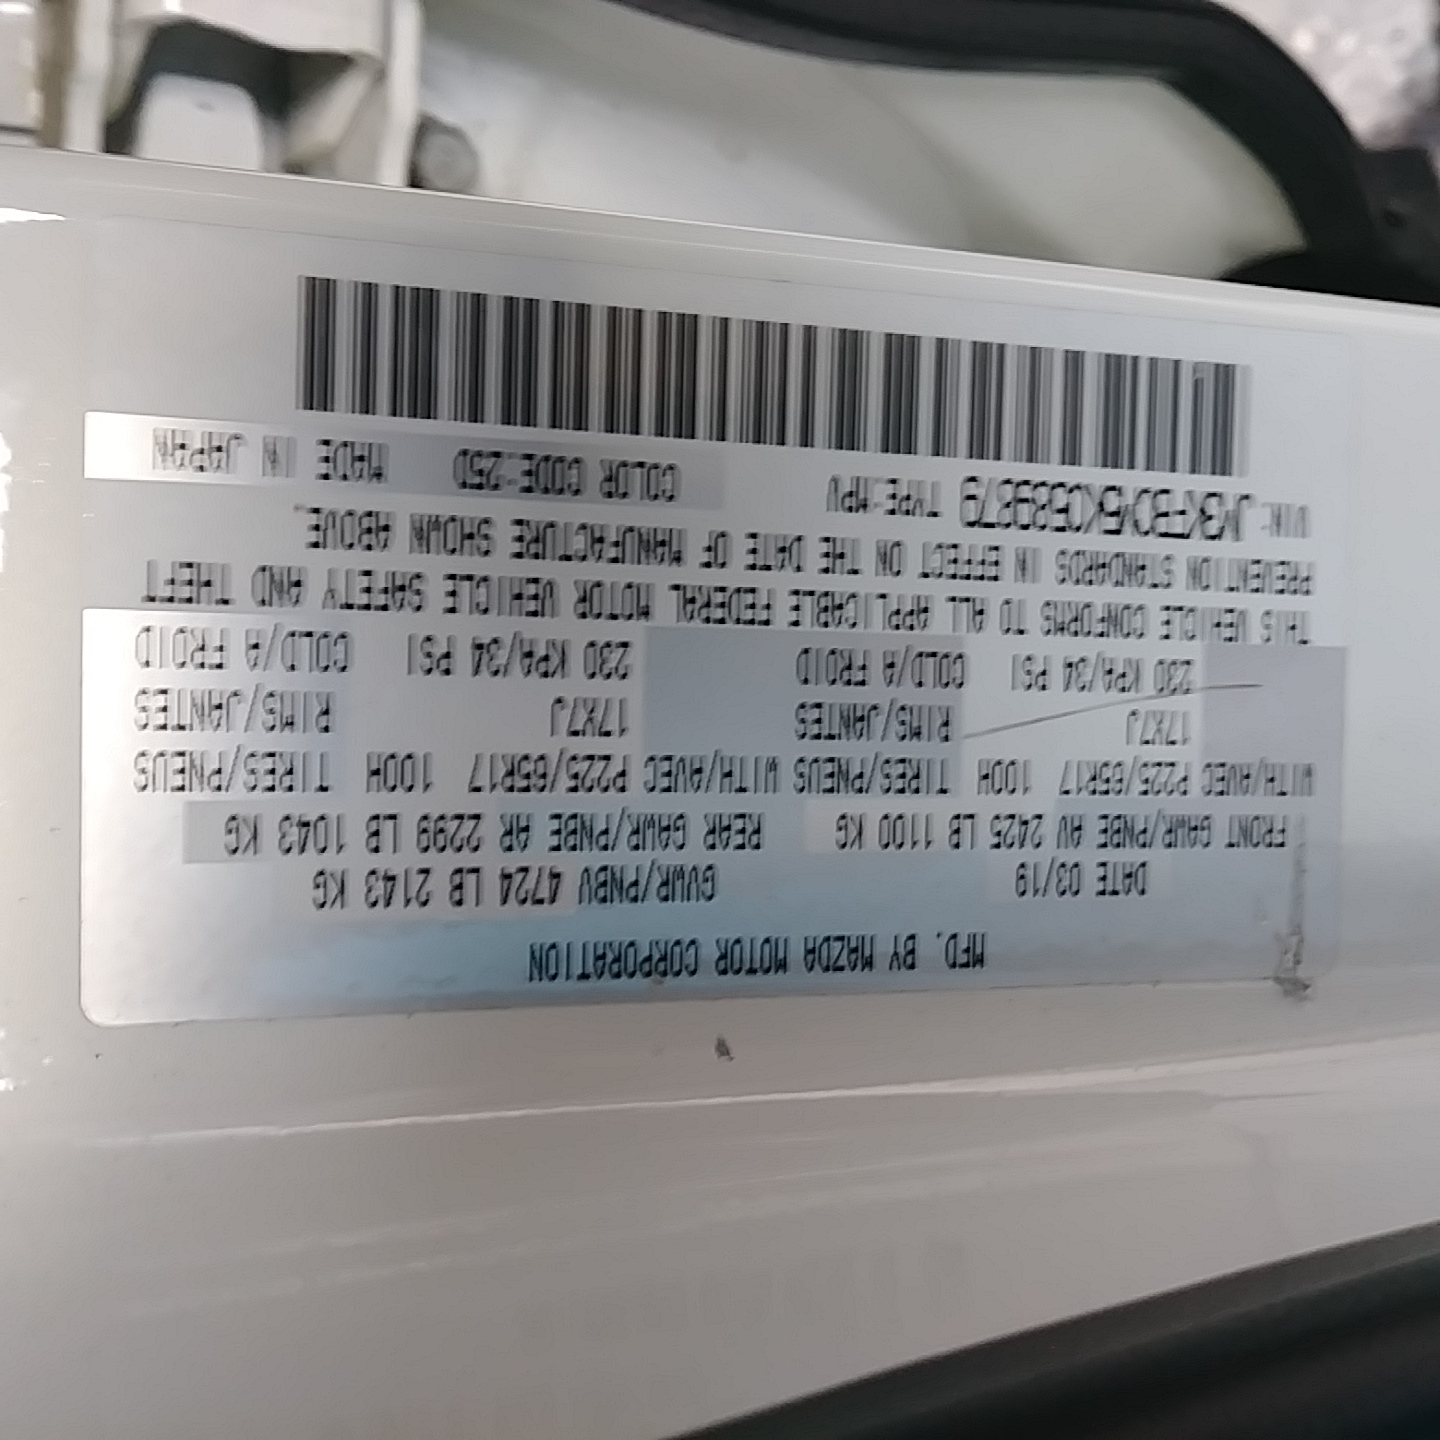 MFD. BY MAZDA MOTOR CORPORATION
DATE 03/19 GVWR/PNBV 4724 LB 2143 KG
FRONT GAWR/PNBE AV 2425 LB 1100 KG REAR GAWR/PNBE AR 2299 LB 1043 KG
WITH/AVEC P225/65R17 100H TIRES/PNEUS WITH/AVEC P225/65R17 100H TIRES/PNEUS
17X7J RIMS/JANTES 17X7J RIMS/JANTES
230 KPA/34 PSI COLD/A FROID 230 KPA/34 PSI COLD/A FROID
THIS VEHICLE CONFORMS TO ALL APPLICABLE FEDERAL MOTOR VEHICLE SAFETY AND THEFT
PREVENTION STANDARDS IN EFFECT ON THE DATE OF MANUFACTURE SHOWN ABOVE.
VIN: JM3KFBCM5K0589879 TYPE:MPV COLOR CODE:25D MADE IN JAPAN